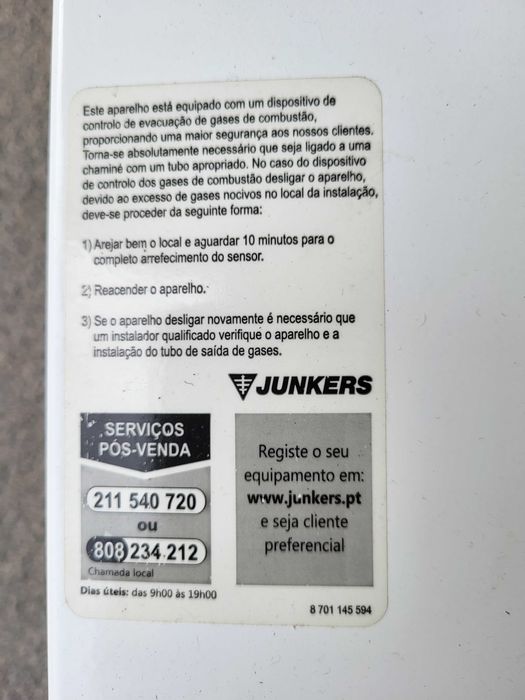 Este aparelho está equipado com um dispositivo de
controlo de evacuação de gases de combustão,
proporcionando uma maior segurança aos nossos clientes.
Torna-se absolutamente necessário que seja ligado a uma
chaminé com um tubo apropriado. No caso do dispositivo
de controlo dos gases de combustão desligar o aparelho,
devido ao excesso de gases nocivos no local da instalação,
deve-se proceder da seguinte forma:
1) Arejar bem o local e aguardar 10 minutos para o
completo arrefecimento do sensor.
2) Reacender o aparelho.
3) Se o aparelho desligar novamente é necessário que
um instalador qualificado verifique o aparelho e a
instalação do tubo de saída de gases.
JUNKERS
SERVIÇOS
PÓS-VENDA
211 540 720
ou
808 234 212
Chamada local
Dias úteis: das 9h00 às 19h00
Registe o seu
equipamento em:
www.junkers.pt
e seja cliente
preferencial
8 701 145 594